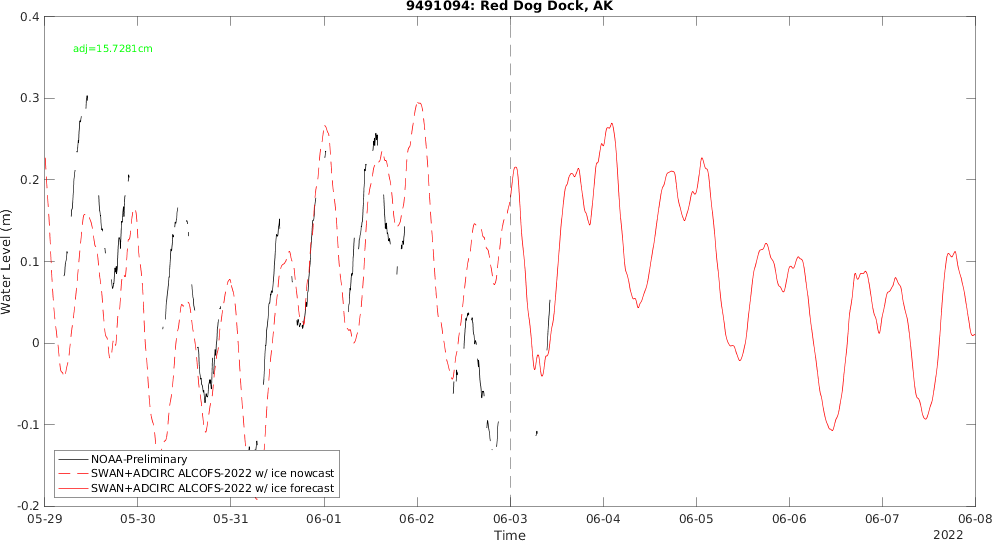 9491094: Red Dog Dock, AK
adj=15.7281cm
Water Level (m)
0.4
0.3
0.2
0.1
0
-0.1
-0.2
NOAA-Preliminary
SWAN+ADCIRC ALCOFS-2022 w/ ice nowcast
SWAN+ADCIRC ALCOFS-2022 w/ ice forecast
05-29 05-30 05-31 06-01 06-02 06-03 06-04 06-05 06-06 06-07 06-08
Time
2022